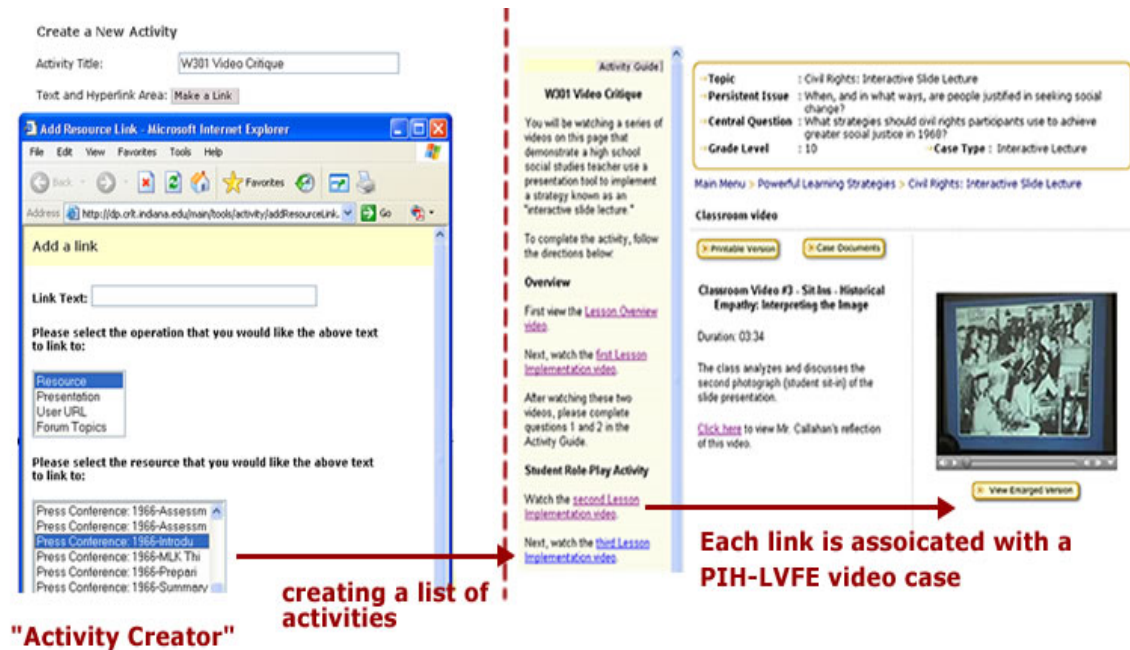 Create a New Activity
Activity Title: W301 Video Critique
Text and Hyperlink Area: Make a Link
Add Resource Link - Microsoft Internet Explorer
File Edit View Favorites Tools Help
Back Favorites
Address http://dp.crlt.indiana.edu/main/tools/activity/addResourceLink. Go
Add a link
Link Text:
Please select the operation that you would like the above text
to link to:
Resource
Presentation
User URL
Forum Topics
Please select the resource that you would like the above text
to link to:
Press Conference: 1966-Assessm
Press Conference: 1966-Assessm
Press Conference: 1966-Introdu
Press Conference: 1966-MLK Thi
Press Conference: 1966-Prepari
Press Conference: 1966-Summary
"Activity Creator"
creating a list of
activities
Activity Guide
W301 Video Critique
You will be watching a series of
videos on this page that
demonstrate a high school
social studies teacher use a
presentation tool to implement
a strategy known as an
"interactive slide lecture."
To complete the activity, follow
the directions below:
Overview
First view the Lesson Overview
video.
Next, watch the first Lesson
Implementation video.
After watching these two
videos, please complete
questions 1 and 2 in the
Activity Guide.
Student Role Play Activity
Watch the second Lesson
Implementation video.
Next, watch the third Lesson
Implementation video.
Topic : Civil Rights: Interactive Slide Lecture
Persistent Issue : When, and in what ways, are people justified in seeking social
change?
Central Question : What strategies should civil rights participants use to achieve
greater social justice in 1968?
Grade Level : 10 Case Type : Interactive Lecture
Main Menu > Powerful Learning Strategies > Civil Rights: Interactive Slide Lecture
Classroom video
Printable Version Case Documents
Classroom Video #3 - Sit-Ins - Historical
Empathy: Interpreting the Image
Duration: 03:34
The class analyzes and discusses the
second photograph (student sit-in) of the
slide presentation.
Click here to view Mr. Callahan's reflection
of this video.
View Enlarged Version
Each link is assoicated with a
PIH-LVFE video case